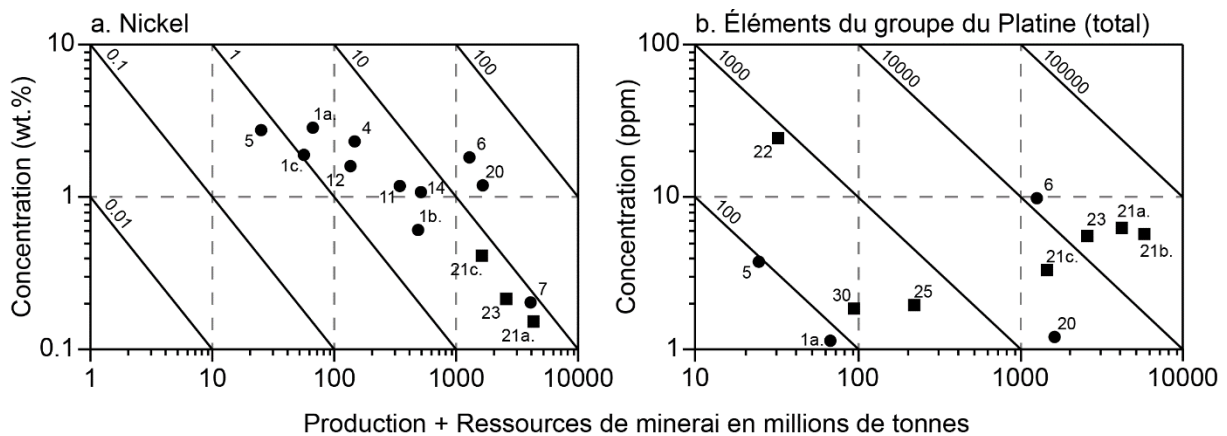 a. Nickel
Concentration (wt.%)
10
1
0.1
0.1
1
10
100
0.01
5
1a.
1c.
4
12
11
14
1b.
6
20
21c.
23
7
21a.
1
10
100
1000
10000
b. Éléments du groupe du Platine (total)
Concentration (ppm)
100
10
1
1000
10000
100000
100
22
5
30
25
1a.
6
23
21a.
21b.
21c.
20
10
100
1000
10000
Production + Ressources de minerai en millions de tonnes